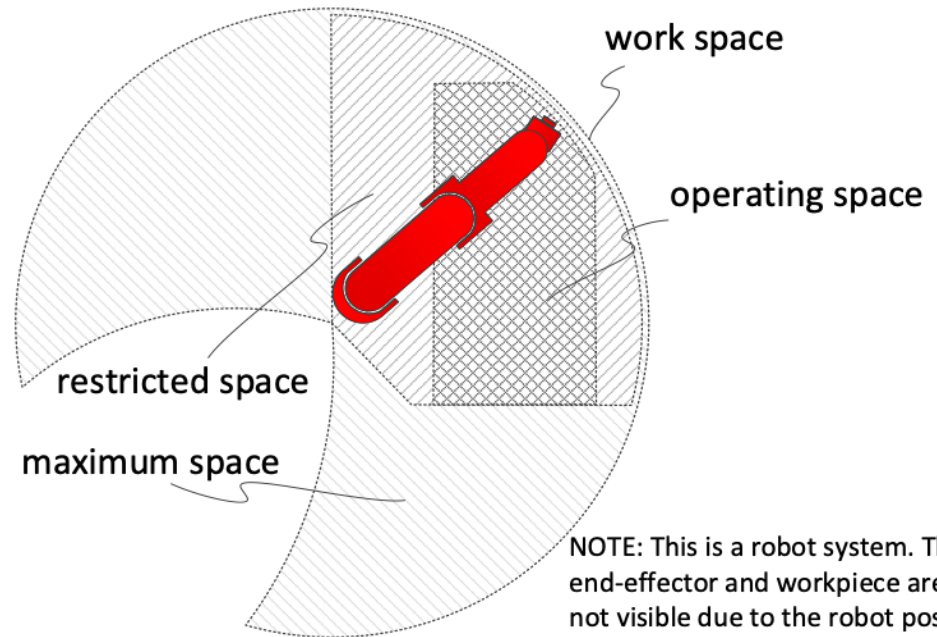 work space
operating space
restricted space
maximum space
NOTE: This is a robot system.
end-effector and workpiece are
not visible due to the robot